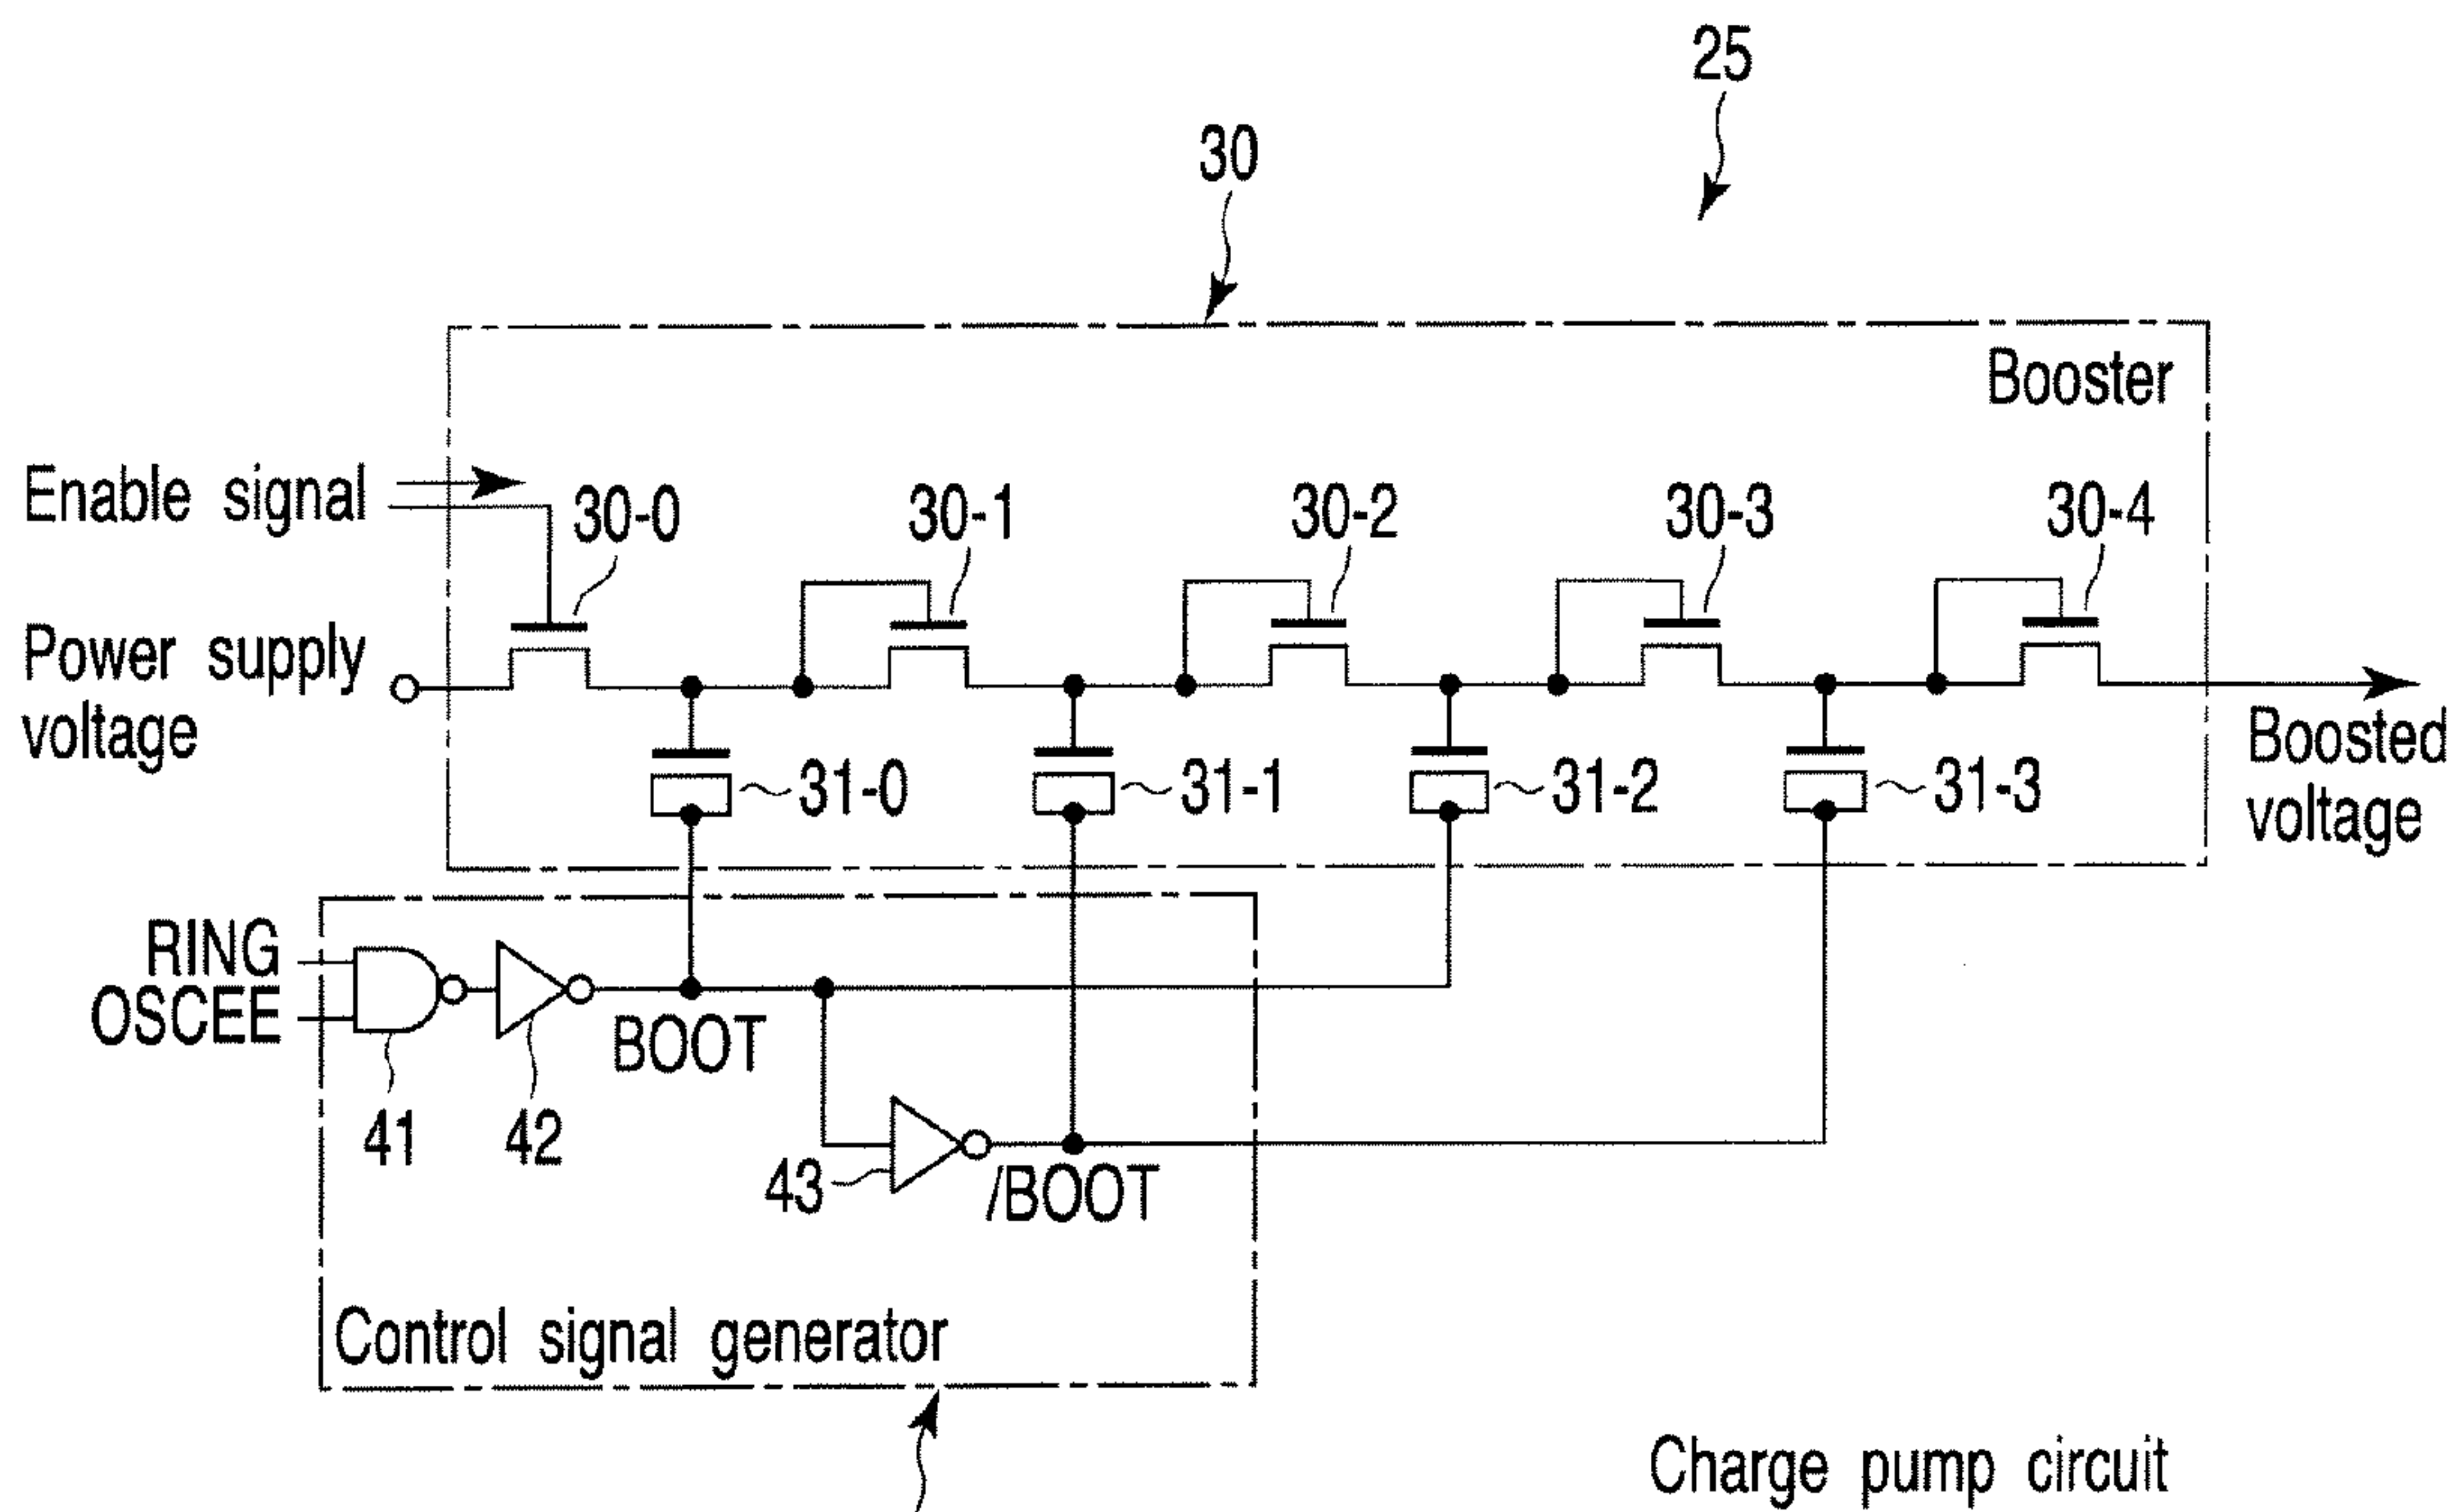 25
30
Booster
Enable signal
30-0
30-1
30-2
30-3
30-4
Power supply
voltage
31-0
31-1
31-2
31-3
Boosted
voltage
RING
OSCEE
BOOT
41
42
43
/BOOT
Control signal generator
Charge pump circuit